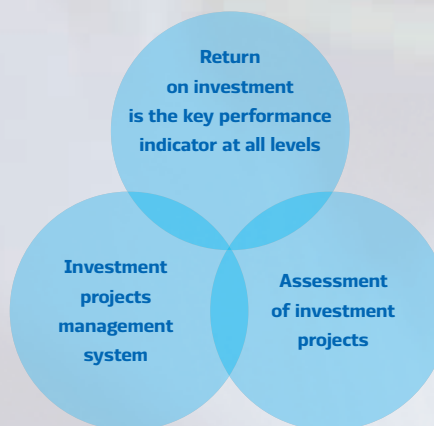 Return
on investment
is the key performance
indicator at all levels
Investment
projects
management
system
Assessment
of investment
projects